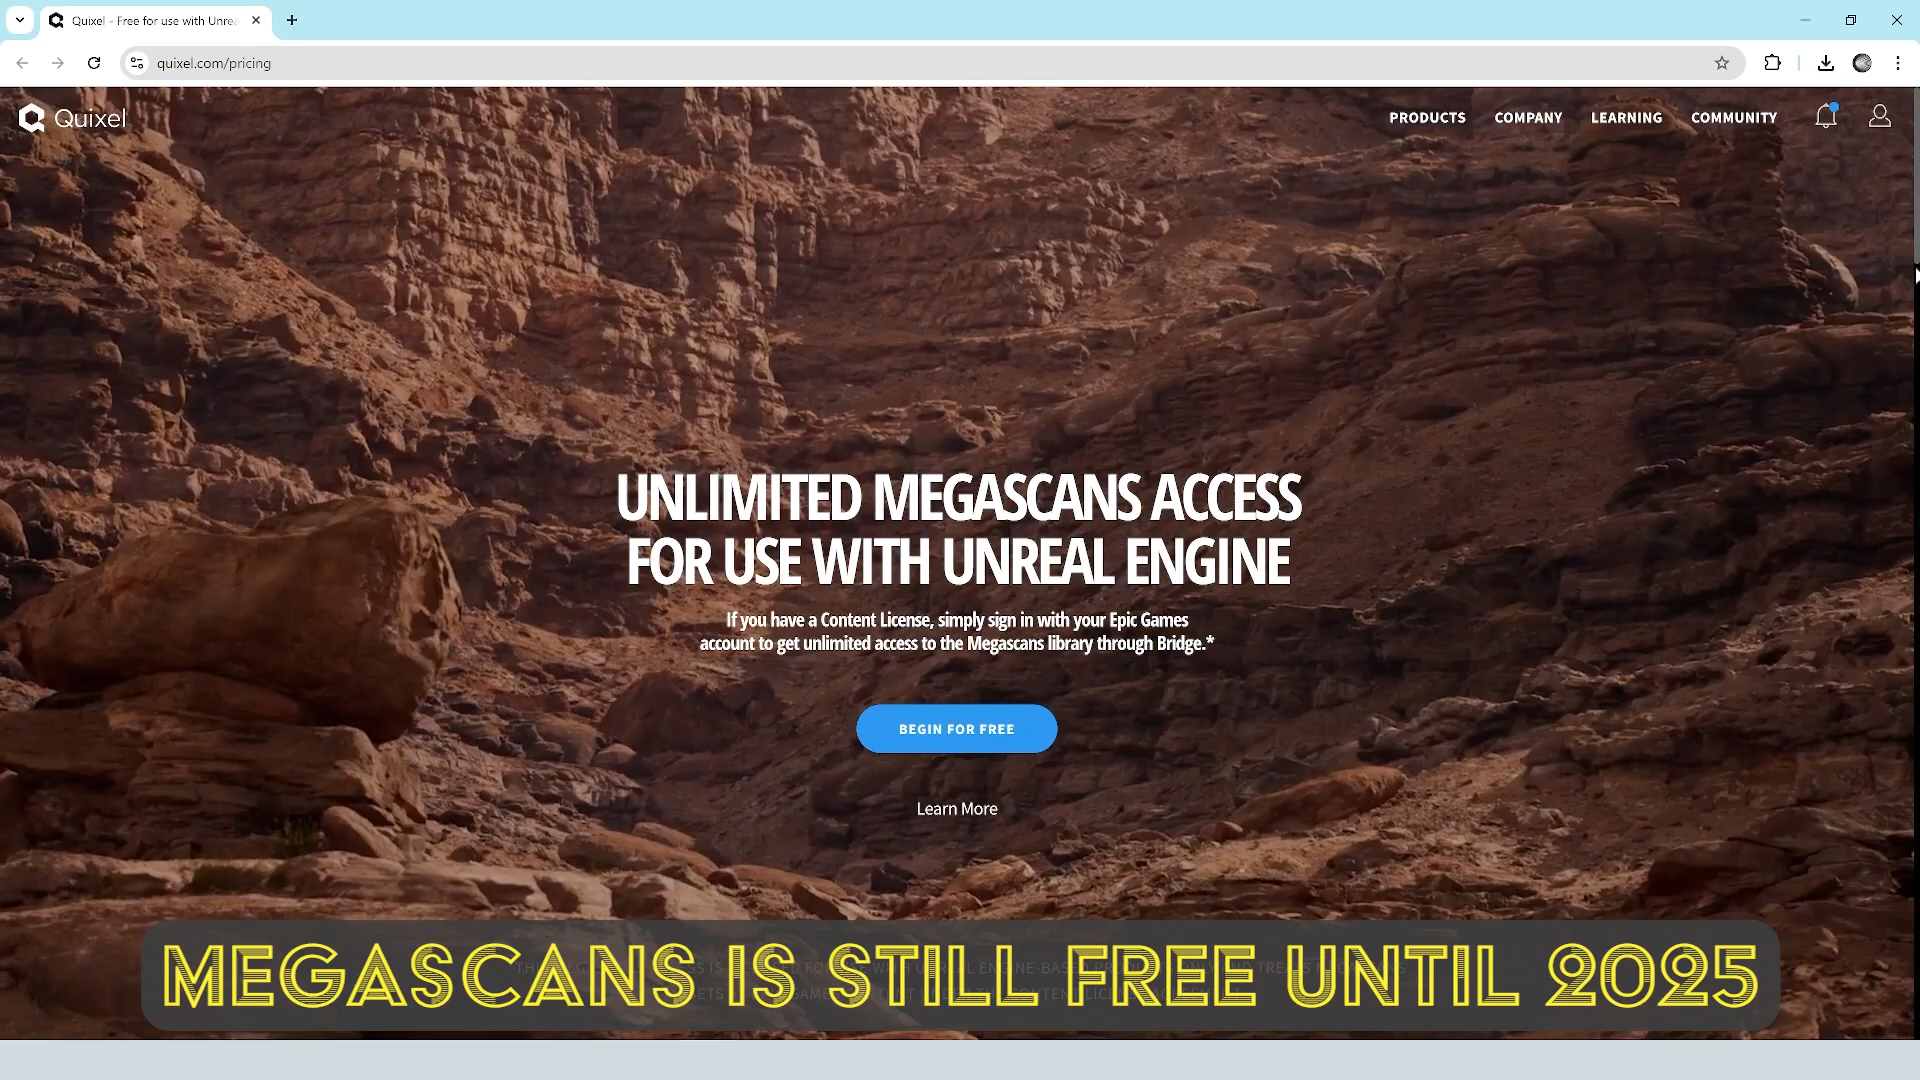 Quixel - Free for use with Unrea
quixel.com/pricing
Quixel
PRODUCTS COMPANY LEARNING COMMUNITY
UNLIMITED MEGASCANS ACCESS
FOR USE WITH UNREAL ENGINE
If you have a Content License, simply sign in with your Epic Games
account to get unlimited access to the Megascans library through Bridge.*
BEGIN FOR FREE
Learn More
MEGASCANS IS STILL FREE UNTIL 2025